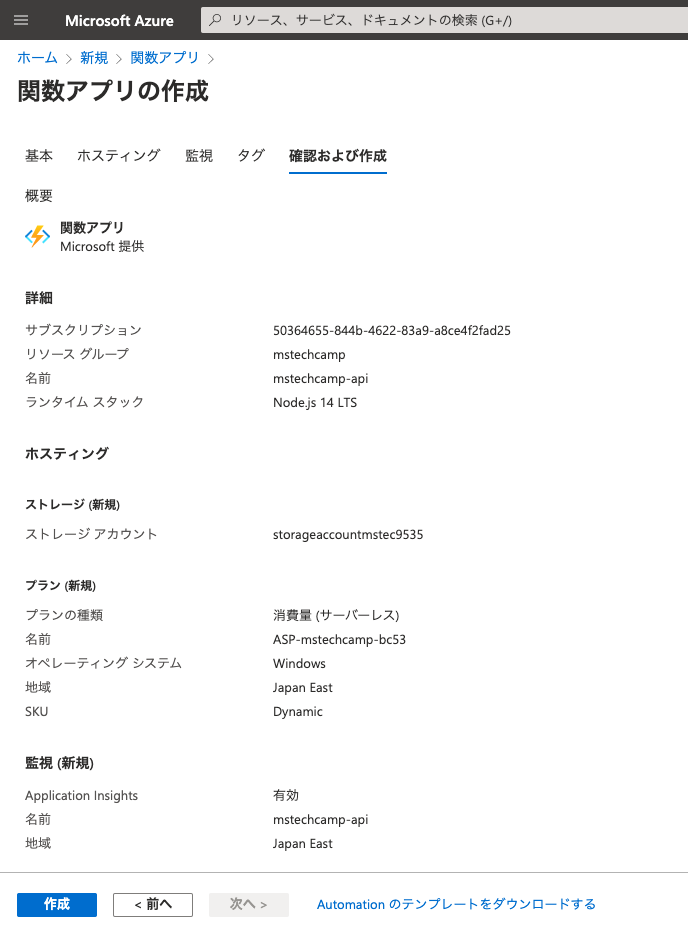 Microsoft Azure
リソース、サービス、ドキュメントの検索 (G+/)
ホーム > 新規 > 関数アプリ >
関数アプリの作成
基本 ホスティング 監視 タグ 確認および作成
概要
関数アプリ
Microsoft 提供
詳細
サブスクリプション 50364655-844b-4622-83a9-a8ce4f2fad25
リソース グループ mstechcamp
名前 mstechcamp-api
ランタイム スタック Node.js 14 LTS
ホスティング
ストレージ (新規)
ストレージ アカウント storageaccountmstec9535
プラン (新規)
プランの種類 消費量 (サーバーレス)
名前 ASP-mstechcamp-bc53
オペレーティング システム Windows
地域 Japan East
SKU Dynamic
監視 (新規)
Application Insights 有効
名前 mstechcamp-api
地域 Japan East
作成 < 前へ 次へ > Automation のテンプレートをダウンロードする